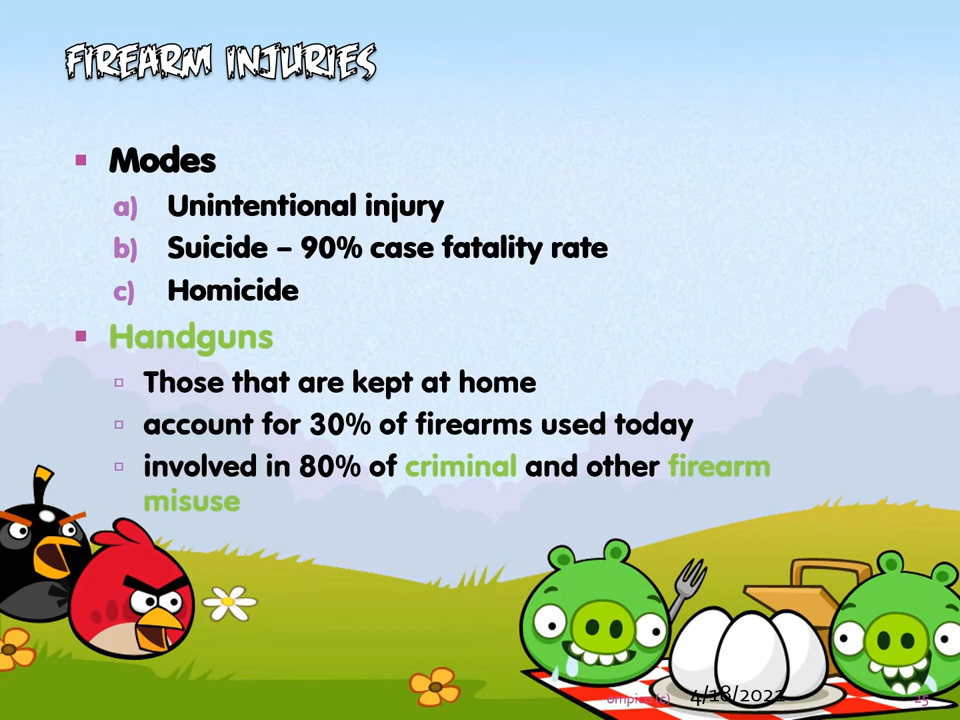 FIREARM INJURIES
Modes
a) Unintentional injury
b) Suicide – 90% case fatality rate
c) Homicide
Handguns
Those that are kept at home
account for 30% of firearms used today
involved in 80% of criminal and other firearm
misuse
4/18/2022 25